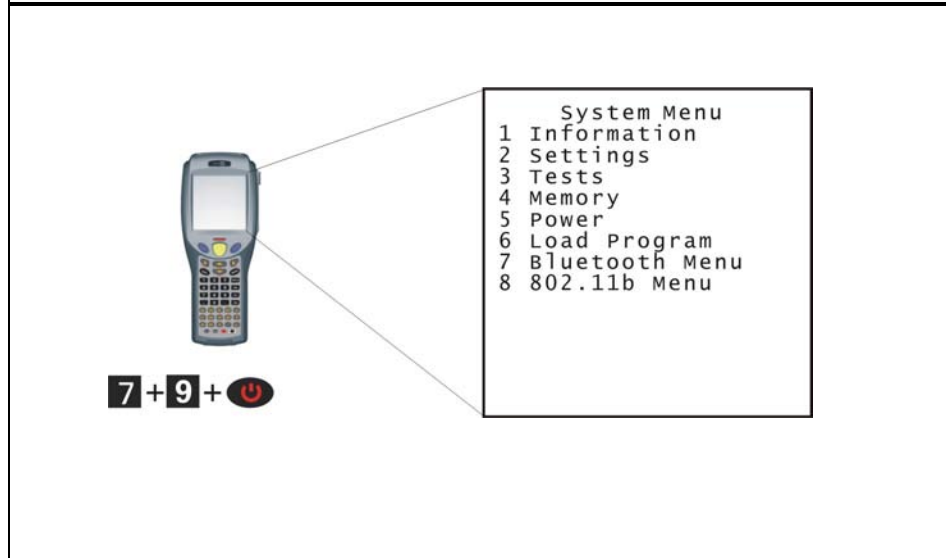 System Menu
1 Information
2 Settings
3 Tests
4 Memory
5 Power
6 Load Program
7 Bluetooth Menu
8 802.11b Menu
7+9+